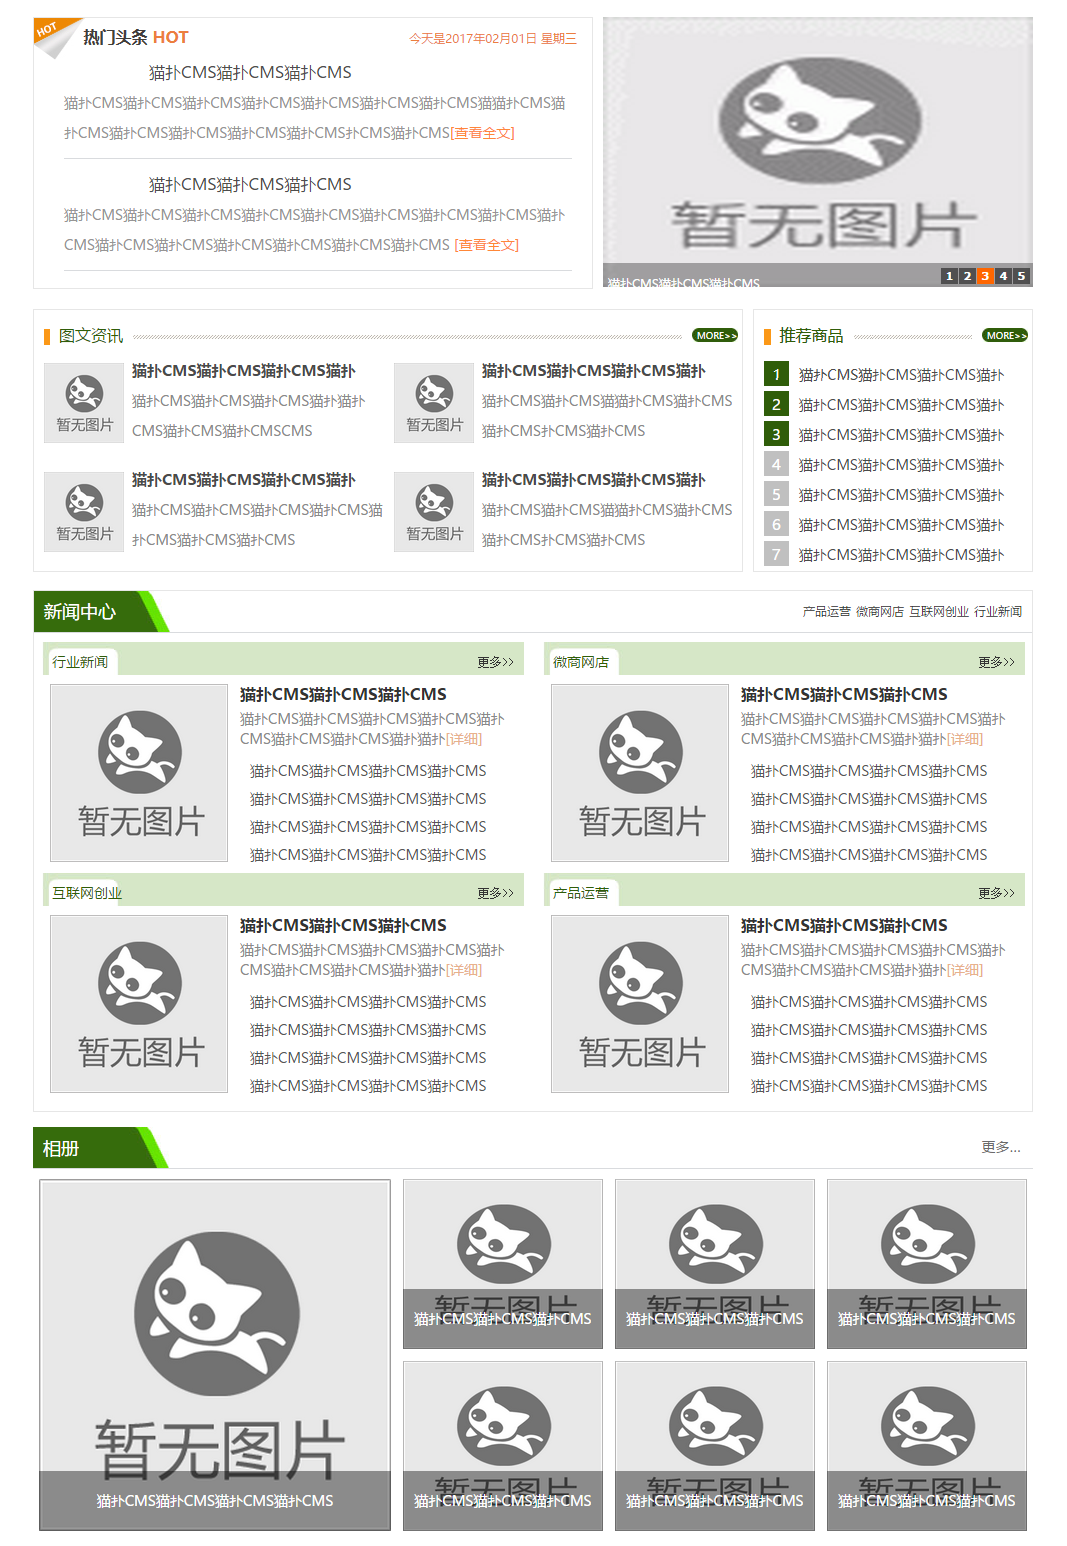 HOT
热门头条 HOT
今天是2017年02月01日 星期三
猫扑CMS猫扑CMS猫扑CMS
猫扑CMS猫扑CMS猫扑CMS猫扑CMS猫扑CMS猫扑CMS猫扑CMS猫猫扑CMS猫
扑CMS猫扑CMS猫扑CMS猫扑CMS猫扑CMS扑CMS猫扑CMS[查看全文]
猫扑CMS猫扑CMS猫扑CMS
猫扑CMS猫扑CMS猫扑CMS猫扑CMS猫扑CMS猫扑CMS猫扑CMS猫扑CMS猫扑
CMS猫扑CMS猫扑CMS猫扑CMS猫扑CMS猫扑CMS猫扑CMS [查看全文]
暂无图片
猫扑CMS猫扑CMS猫扑CMS
1 2 3 4 5
图文资讯
MORE>>
暂无图片
猫扑CMS猫扑CMS猫扑CMS猫扑
猫扑CMS猫扑CMS猫扑CMS猫扑猫扑
CMS猫扑CMS猫扑CMSCMS
暂无图片
猫扑CMS猫扑CMS猫扑CMS猫扑
猫扑CMS猫扑CMS猫猫扑CMS猫扑CMS
猫扑CMS扑CMS猫扑CMS
暂无图片
猫扑CMS猫扑CMS猫扑CMS猫扑
猫扑CMS猫扑CMS猫扑CMS猫扑CMS猫
扑CMS猫扑CMS猫扑CMS
暂无图片
猫扑CMS猫扑CMS猫扑CMS猫扑
猫扑CMS猫扑CMS猫猫扑CMS猫扑CMS
猫扑CMS扑CMS猫扑CMS
推荐商品
MORE>>
1 猫扑CMS猫扑CMS猫扑CMS猫扑
2 猫扑CMS猫扑CMS猫扑CMS猫扑
3 猫扑CMS猫扑CMS猫扑CMS猫扑
4 猫扑CMS猫扑CMS猫扑CMS猫扑
5 猫扑CMS猫扑CMS猫扑CMS猫扑
6 猫扑CMS猫扑CMS猫扑CMS猫扑
7 猫扑CMS猫扑CMS猫扑CMS猫扑
新闻中心
产品运营 微商网店 互联网创业 行业新闻
行业新闻
更多>>
暂无图片
猫扑CMS猫扑CMS猫扑CMS
猫扑CMS猫扑CMS猫扑CMS猫扑CMS猫扑
CMS猫扑CMS猫扑CMS猫扑猫扑[详细]
猫扑CMS猫扑CMS猫扑CMS猫扑CMS
猫扑CMS猫扑CMS猫扑CMS猫扑CMS
猫扑CMS猫扑CMS猫扑CMS猫扑CMS
猫扑CMS猫扑CMS猫扑CMS猫扑CMS
微商网店
更多>>
暂无图片
猫扑CMS猫扑CMS猫扑CMS
猫扑CMS猫扑CMS猫扑CMS猫扑CMS猫扑
CMS猫扑CMS猫扑CMS猫扑猫扑[详细]
猫扑CMS猫扑CMS猫扑CMS猫扑CMS
猫扑CMS猫扑CMS猫扑CMS猫扑CMS
猫扑CMS猫扑CMS猫扑CMS猫扑CMS
猫扑CMS猫扑CMS猫扑CMS猫扑CMS
互联网创业
更多>>
暂无图片
猫扑CMS猫扑CMS猫扑CMS
猫扑CMS猫扑CMS猫扑CMS猫扑CMS猫扑
CMS猫扑CMS猫扑CMS猫扑猫扑[详细]
猫扑CMS猫扑CMS猫扑CMS猫扑CMS
猫扑CMS猫扑CMS猫扑CMS猫扑CMS
猫扑CMS猫扑CMS猫扑CMS猫扑CMS
猫扑CMS猫扑CMS猫扑CMS猫扑CMS
产品运营
更多>>
暂无图片
猫扑CMS猫扑CMS猫扑CMS
猫扑CMS猫扑CMS猫扑CMS猫扑CMS猫扑
CMS猫扑CMS猫扑CMS猫扑猫扑[详细]
猫扑CMS猫扑CMS猫扑CMS猫扑CMS
猫扑CMS猫扑CMS猫扑CMS猫扑CMS
猫扑CMS猫扑CMS猫扑CMS猫扑CMS
猫扑CMS猫扑CMS猫扑CMS猫扑CMS
相册
更多...
暂无图片
猫扑CMS猫扑CMS猫扑CMS猫扑CMS
暂无图片
猫扑CMS猫扑CMS猫扑CMS
暂无图片
猫扑CMS猫扑CMS猫扑CMS
暂无图片
猫扑CMS猫扑CMS猫扑CMS
暂无图片
猫扑CMS猫扑CMS猫扑CMS
暂无图片
猫扑CMS猫扑CMS猫扑CMS
暂无图片
猫扑CMS猫扑CMS猫扑CMS